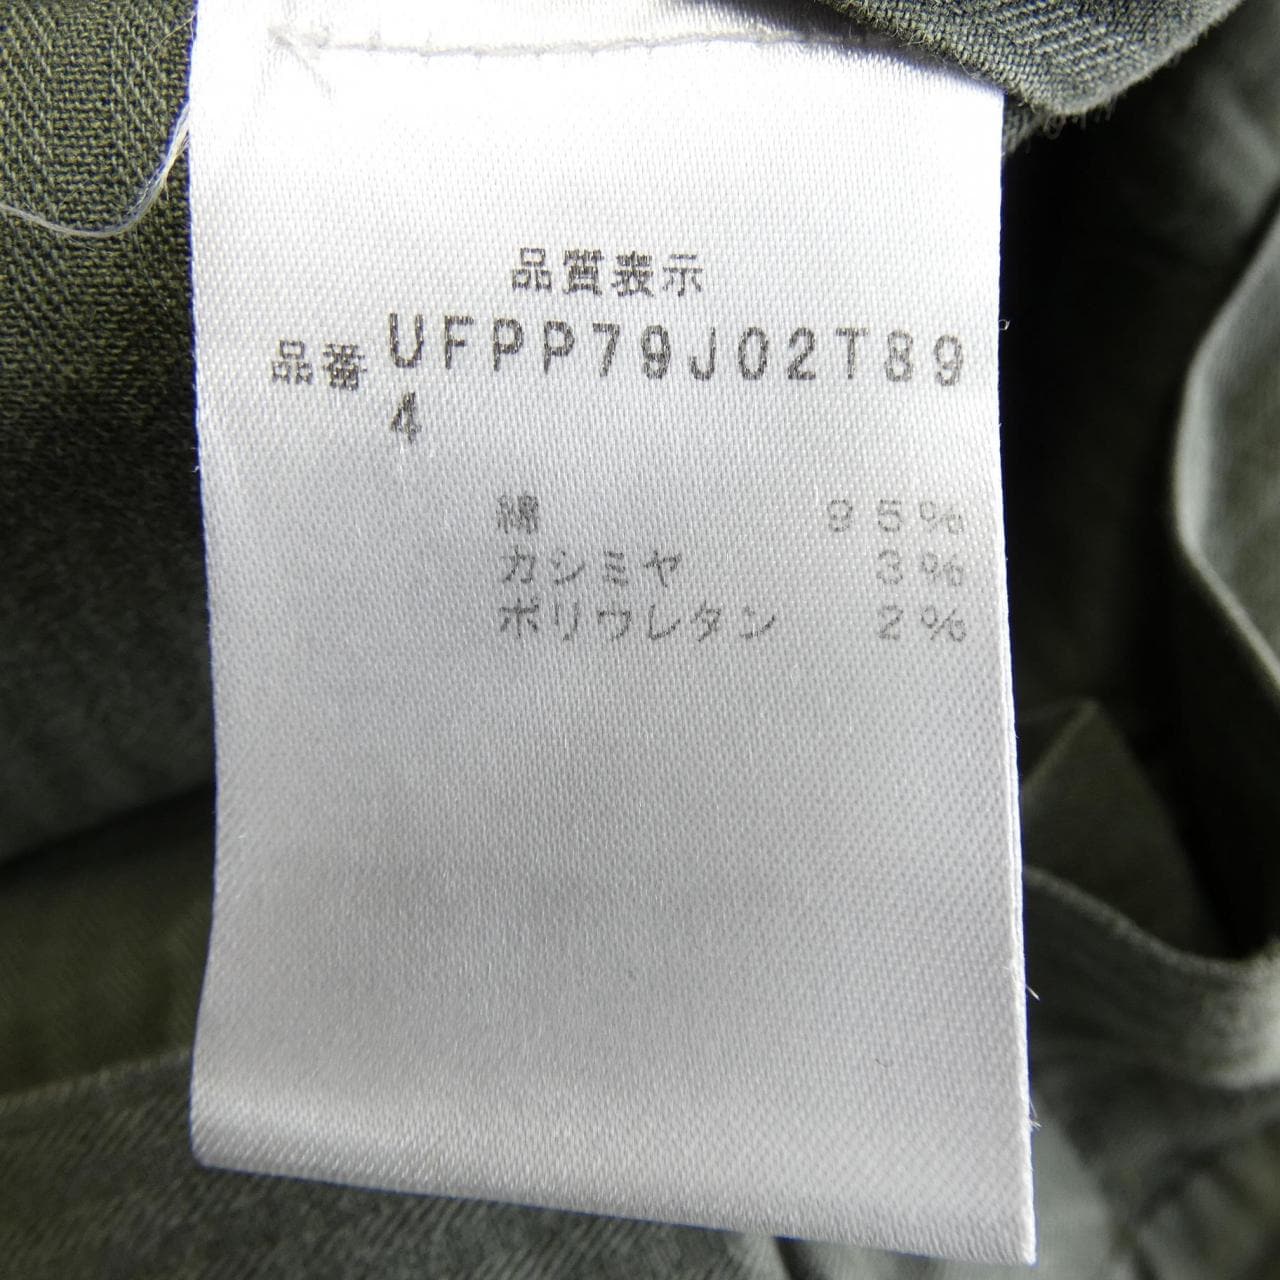 品質表示
品番 UFPP79J02T89
4
綿 95%
カシミヤ 3%
ポリウレタン 2%